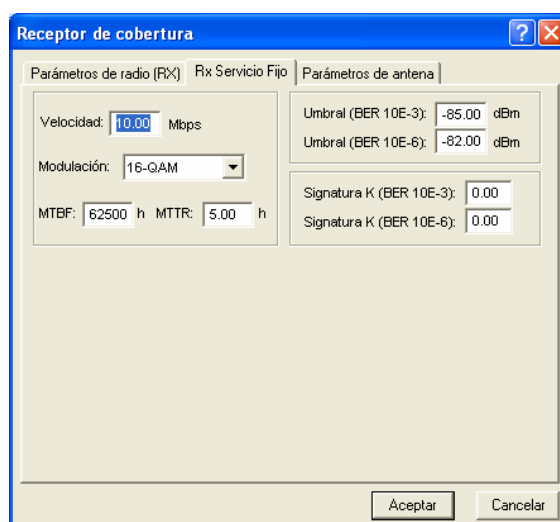 Receptor de cobertura
Parámetros de radio (RX) Rx Servicio Fijo Parámetros de antena
Velocidad: 10.00 Mbps
Modulación: 16-QAM
MTBF: 62500 h MTTR: 5.00 h
Umbral (BER 10E-3): -85.00 dBm
Umbral (BER 10E-6): -82.00 dBm
Signatura K (BER 10E-3): 0.00
Signatura K (BER 10E-6): 0.00
Aceptar Cancelar